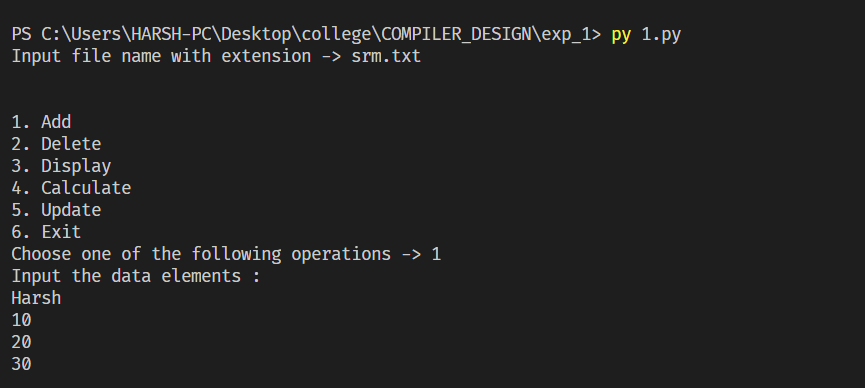 PS C:\Users\HARSH-PC\Desktop\college\COMPILER_DESIGN\exp_1> py 1.py
Input file name with extension -> srm.txt
1. Add
2. Delete
3. Display
4. Calculate
5. Update
6. Exit
Choose one of the following operations -> 1
Input the data elements :
Harsh
10
20
30